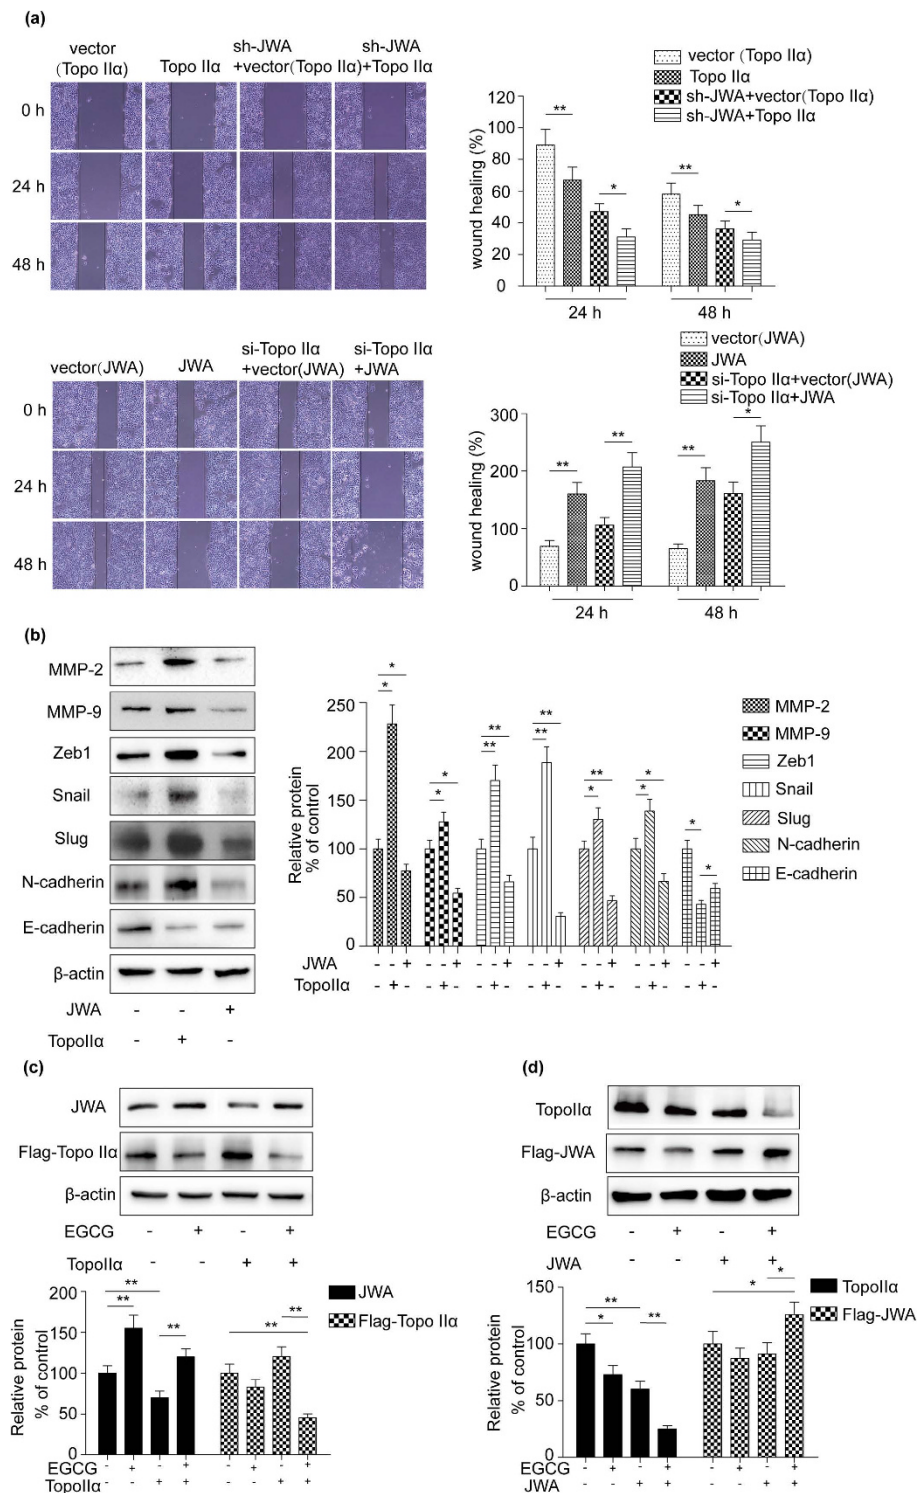 (a)
vector
(Topo IIα)
Topo IIα
sh-JWA
+vector(Topo IIα)
sh-JWA
+Topo IIα
0 h
24 h
48 h
vector (Topo IIα)
Topo IIα
sh-JWA+vector(Topo IIα)
sh-JWA+Topo IIα
wound healing (%)
120
100
80
60
40
20
0
** * ** *
24 h 48 h
vector(JWA)
JWA
si-Topo IIα
+vector(JWA)
si-Topo IIα
+JWA
0 h
24 h
48 h
vector(JWA)
JWA
si-Topo IIα+vector(JWA)
si-Topo IIα+JWA
wound healing (%)
300
200
100
0
** ** ** *
24 h 48 h
(b)
MMP-2
MMP-9
Zeb1
Snail
Slug
N-cadherin
E-cadherin
β-actin
JWA - - +
TopoIIα - + -
Relative protein
% of control
250
200
150
100
50
0
* * * * ** ** ** ** * ** * * * *
JWA - - + - - + - - + - - + - - + - - + - - +
TopoIIα - + - - + - - + - - + - - + - - + - - + -
MMP-2
MMP-9
Zeb1
Snail
Slug
N-cadherin
E-cadherin
(c)
JWA
Flag-Topo IIα
β-actin
EGCG - + - +
TopoIIα - - + +
Relative protein
% of control
200
150
100
50
0
** ** ** ** **
EGCG - + - + - + - +
TopoIIα - - + + - - + +
JWA
Flag-Topo IIα
(d)
TopoIIα
Flag-JWA
β-actin
EGCG - + - +
JWA - - + +
Relative protein
% of control
150
100
50
0
* ** ** * *
EGCG - + - + - + - +
JWA - - + + - - + +
TopoIIα
Flag-JWA